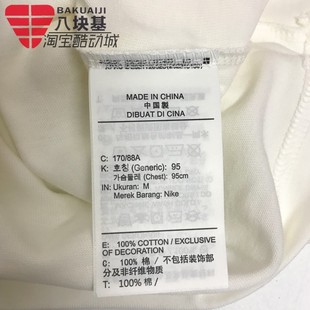 BAKUAIJI
八块基
淘宝酷动城
MADE IN CHINA
中國製
DIBUAT DI CINA
C: 170/88A
K: 호칭 (Generic): 95
가슴둘레 (Chest): 95cm
IN: Ukuran: M
Merek Barang: Nike
E: 100% COTTON / EXCLUSIVE
OF DECORATION
C: 100% 棉 / 不包括装饰部
分及非纤维物质
T: 100% 棉 /